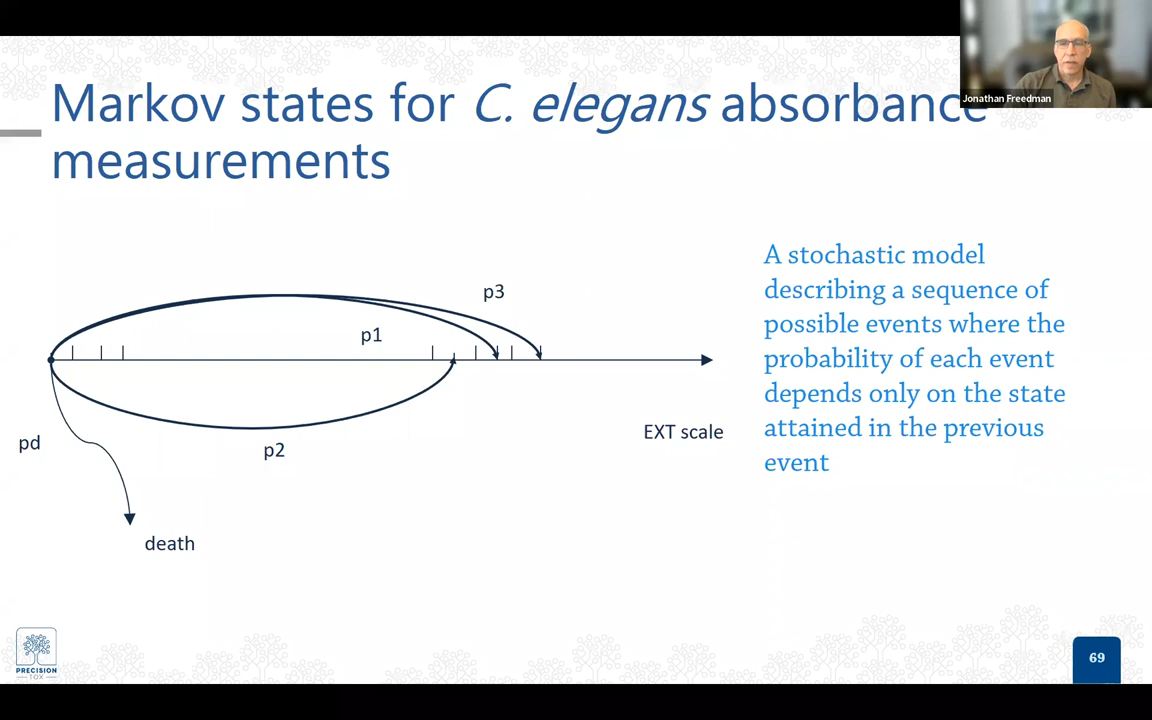 Markov states for C. elegans absorbance
measurements
Jonathan Freedman
A stochastic model
describing a sequence of
possible events where the
probability of each event
depends only on the state
attained in the previous
event
p3
p1
EXT scale
pd
p2
death
PRECISION
TOX
69